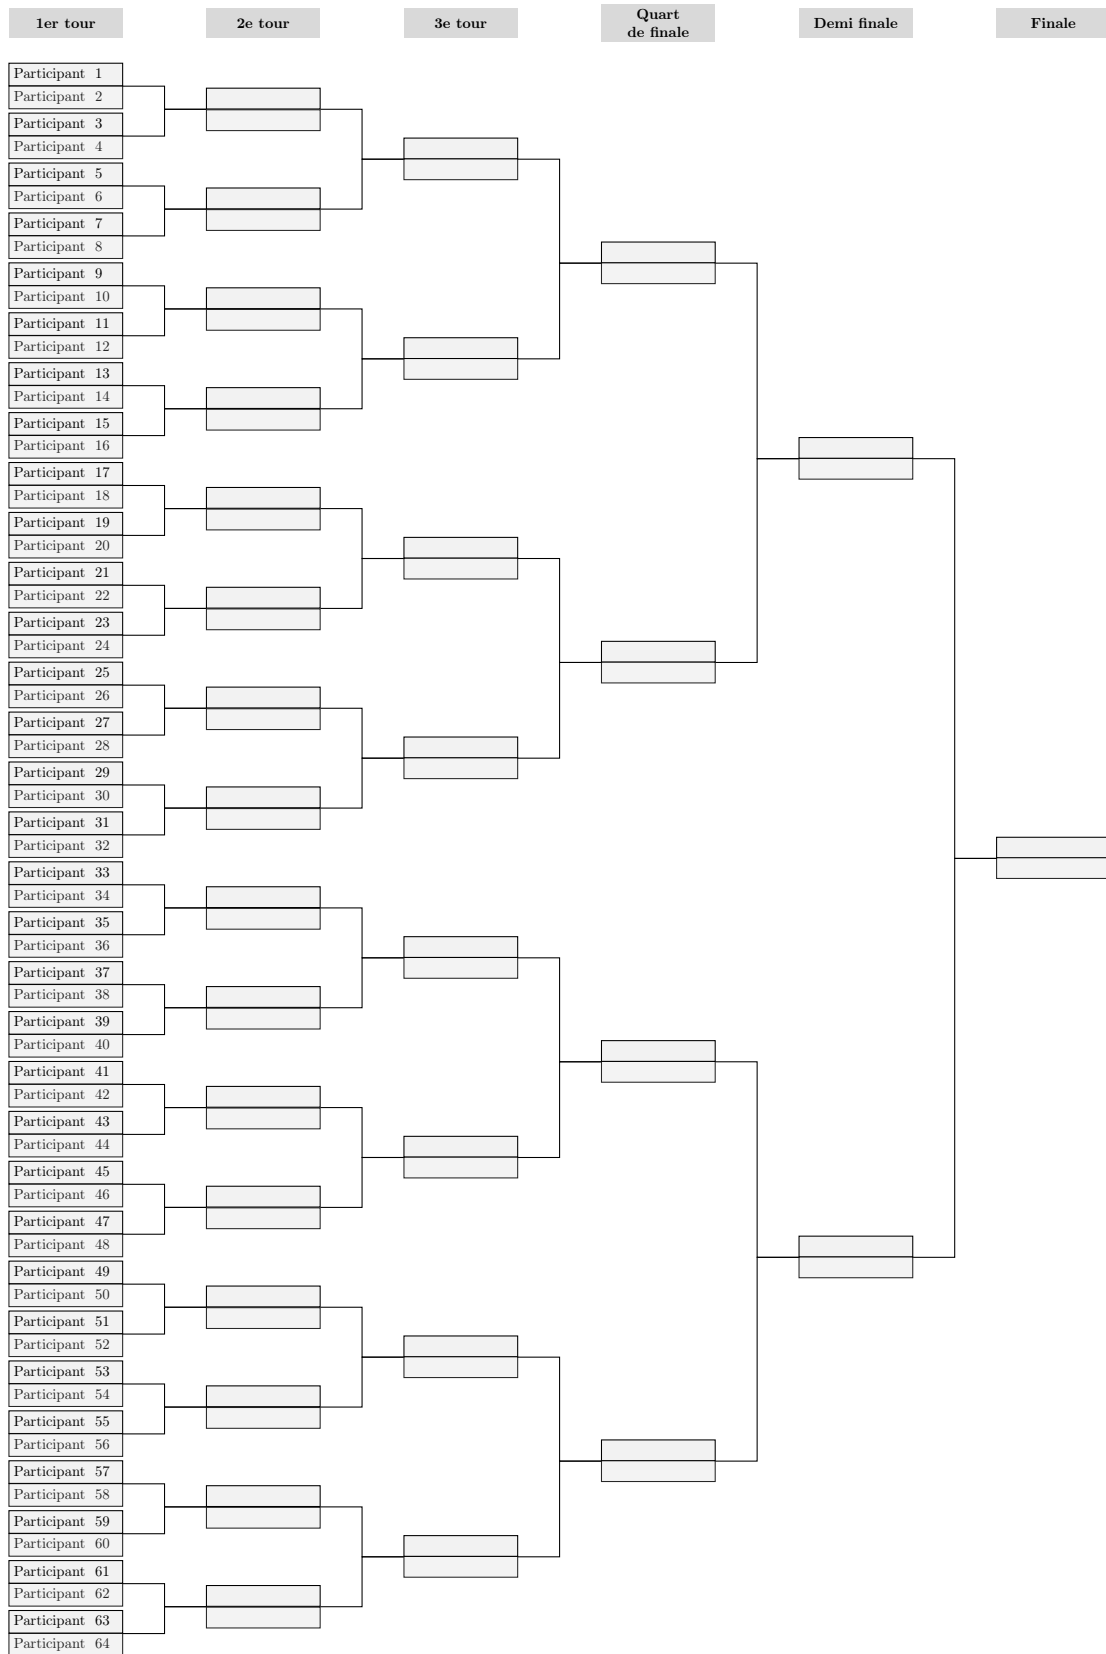 1er tour
2e tour
3e tour
Quart
de finale
Demi finale
Finale
Participant 1
Participant 2
Participant 3
Participant 4
Participant 5
Participant 6
Participant 7
Participant 8
Participant 9
Participant 10
Participant 11
Participant 12
Participant 13
Participant 14
Participant 15
Participant 16
Participant 17
Participant 18
Participant 19
Participant 20
Participant 21
Participant 22
Participant 23
Participant 24
Participant 25
Participant 26
Participant 27
Participant 28
Participant 29
Participant 30
Participant 31
Participant 32
Participant 33
Participant 34
Participant 35
Participant 36
Participant 37
Participant 38
Participant 39
Participant 40
Participant 41
Participant 42
Participant 43
Participant 44
Participant 45
Participant 46
Participant 47
Participant 48
Participant 49
Participant 50
Participant 51
Participant 52
Participant 53
Participant 54
Participant 55
Participant 56
Participant 57
Participant 58
Participant 59
Participant 60
Participant 61
Participant 62
Participant 63
Participant 64